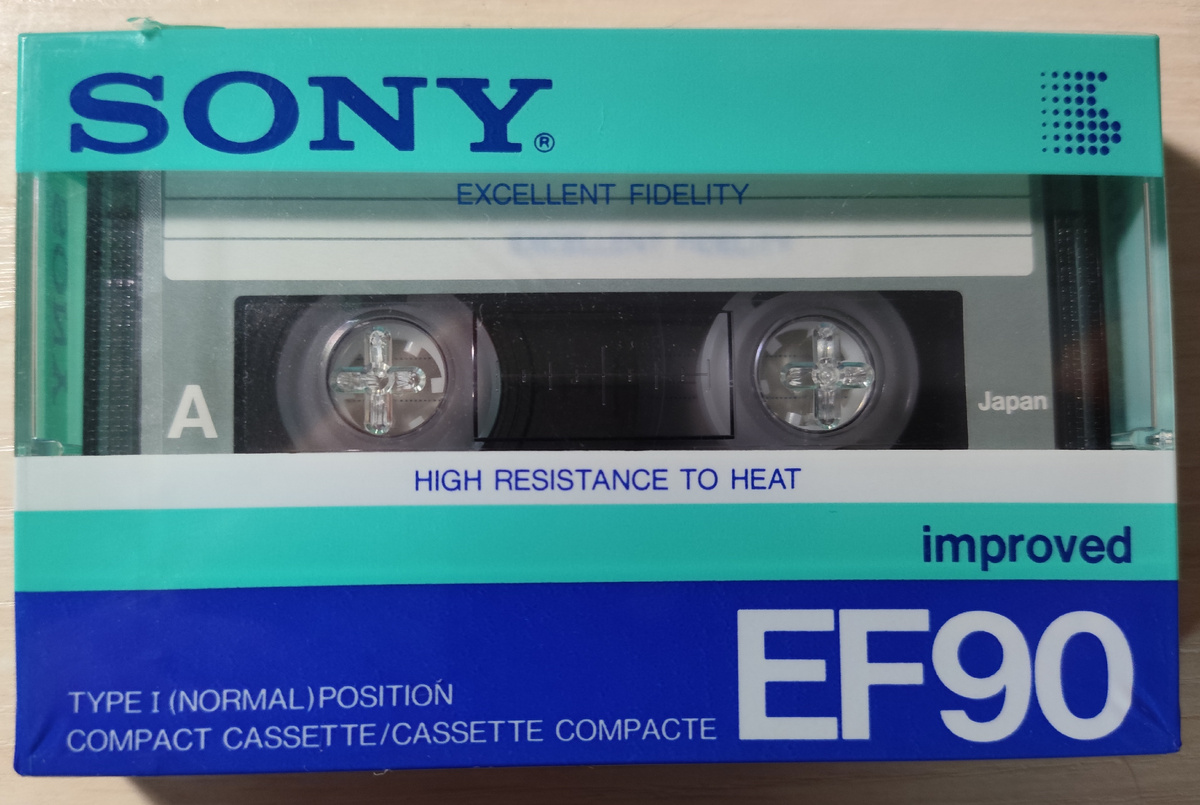 SONY®
EXCELLENT FIDELITY
A
Japan
HIGH RESISTANCE TO HEAT
improved
EF90
TYPE I (NORMAL) POSITION
COMPACT CASSETTE/CASSETTE COMPACTE